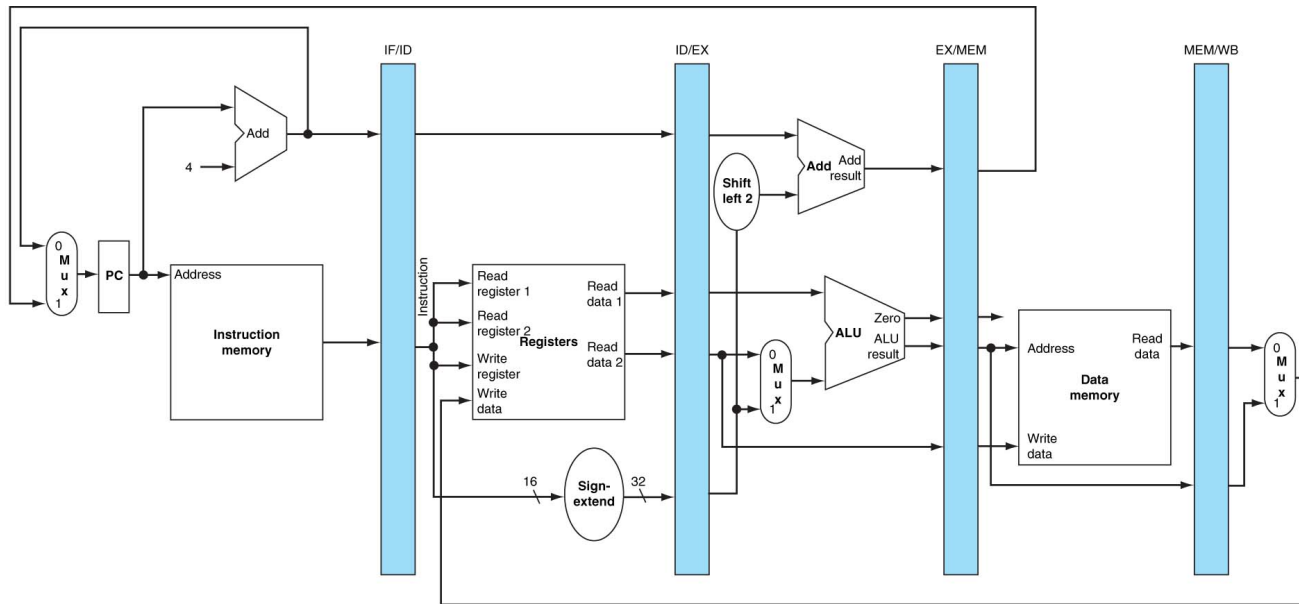 IF/ID
ID/EX
EX/MEM
MEM/WB
Add
4
Shift
left 2
Add
Add
result
0
M
u
x
1
PC
Address
Instruction
memory
Instruction
Read
register 1
Read
register 2
Write
register
Write
data
Registers
Read
data 1
Read
data 2
16
Sign-
extend
32
0
M
u
x
1
ALU
Zero
ALU
result
Address
Write
data
Data
memory
Read
data
0
M
u
x
1